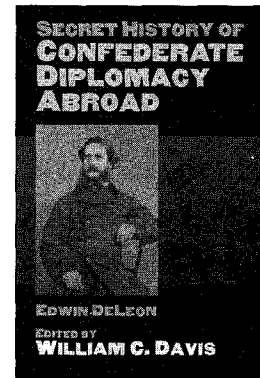 SECRET HISTORY OF
CONFEDERATE
DIPLOMACY
ABROAD
EDWIN DELEON
EDITED BY
WILLIAM C. DAVIS